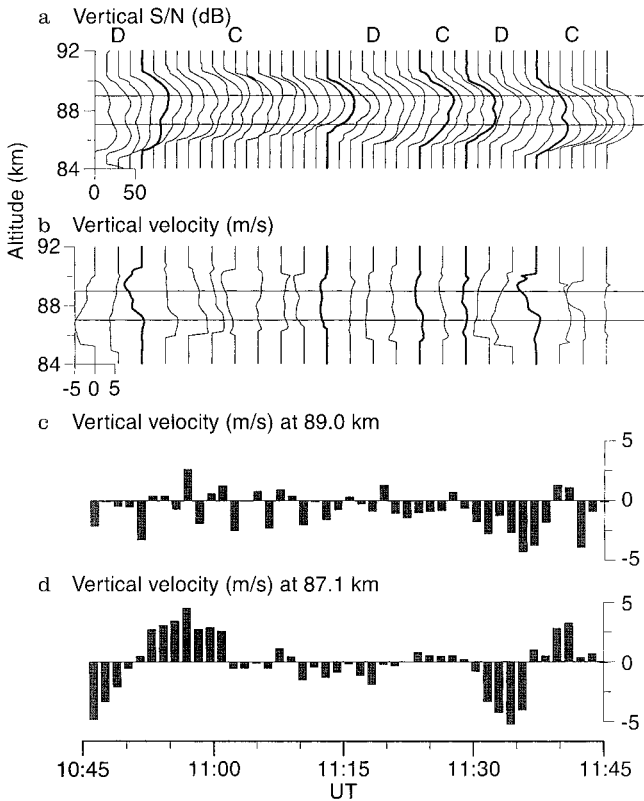 a Vertical S/N (dB)
D C D C D C
92
88
84
0 50
Altitude (km)
b Vertical velocity (m/s)
92
88
84
-5 0 5
c Vertical velocity (m/s) at 89.0 km
5
0
-5
d Vertical velocity (m/s) at 87.1 km
5
0
-5
10:45 11:00 11:15 11:30 11:45
UT